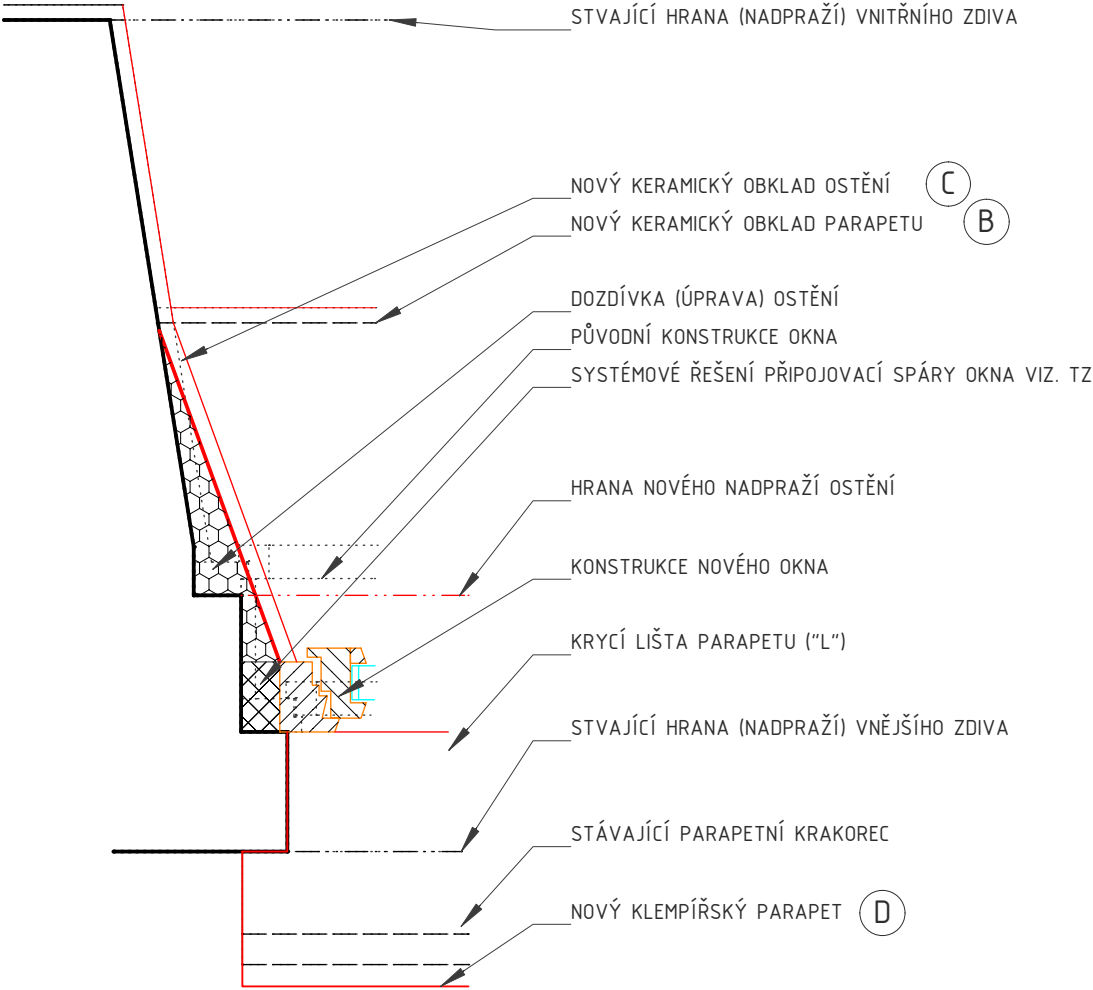 STVAJÍCÍ HRANA (NADPRAŽÍ) VNITŘNÍHO ZDIVA
NOVÝ KERAMICKÝ OBKLAD OSTĚNÍ C
NOVÝ KERAMICKÝ OBKLAD PARAPETU B
DOZDÍVKA (ÚPRAVA) OSTĚNÍ
PŮVODNÍ KONSTRUKCE OKNA
SYSTÉMOVÉ ŘEŠENÍ PŘIPOJOVACÍ SPÁRY OKNA VIZ. TZ
HRANA NOVÉHO NADPRAŽÍ OSTĚNÍ
KONSTRUKCE NOVÉHO OKNA
KRYCÍ LIŠTA PARAPETU ("L")
STVAJÍCÍ HRANA (NADPRAŽÍ) VNĚJŠÍHO ZDIVA
STÁVAJÍCÍ PARAPETNÍ KRAKOREC
NOVÝ KLEMPÍŘSKÝ PARAPET D